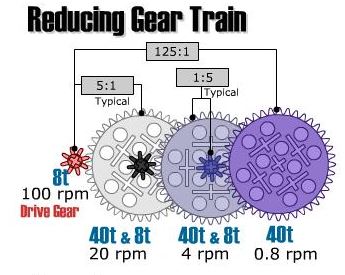 Reducing Gear Train
125:1
5:1
Typical
1:5
Typical
8t
100 rpm
Drive Gear
40t & 8t
20 rpm
40t & 8t
4 rpm
40t
0.8 rpm